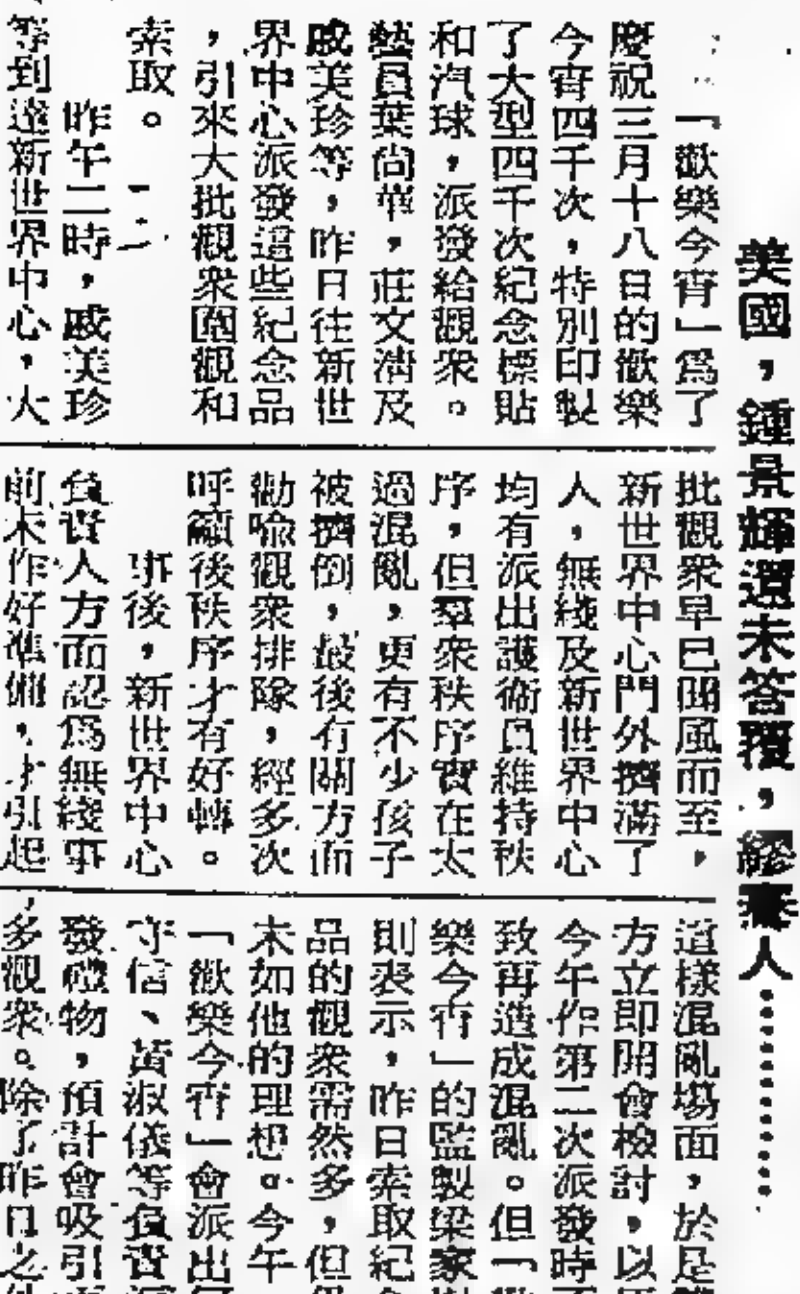 美國，鍾景輝還未答覆，繆騫人…………
「歡樂今宵」爲了
慶祝三月十八日的歡樂
今宵四千次，特別印製
了大型四千次紀念標貼
和汽球，派發給觀衆。
藝員葉尙華，莊文淸及
戚美珍等，昨日往新世
界中心派發這些紀念品
，引來大批觀衆圍觀和
索取。
昨午二時，戚美珍
等到達新世界中心，大
批觀衆早已聞風而至，
新世界中心門外擠滿了
人，無綫及新世界中心
均有派出護衞員維持秩
序，但羣衆秩序實在太
過混亂，更有不少孩子
被擠倒，最後有關方面
勸喩觀衆排隊，經多次
呼籲後秩序才有好轉。
事後，新世界中心
負責人方面認爲無綫事
前未作好準備，才引起
這樣混亂塲面，於是
方立即開會檢討，以
今午作第二次派發時
致再造成混亂。但「
樂今宵」的監製梁家
則表示，昨日索取紀
品的觀衆雖然多，但
未如他的理想。今午
「歡樂今宵」會派出
守信、黃淑儀等負責
發禮物，預計會吸引
多觀衆。除了昨日之